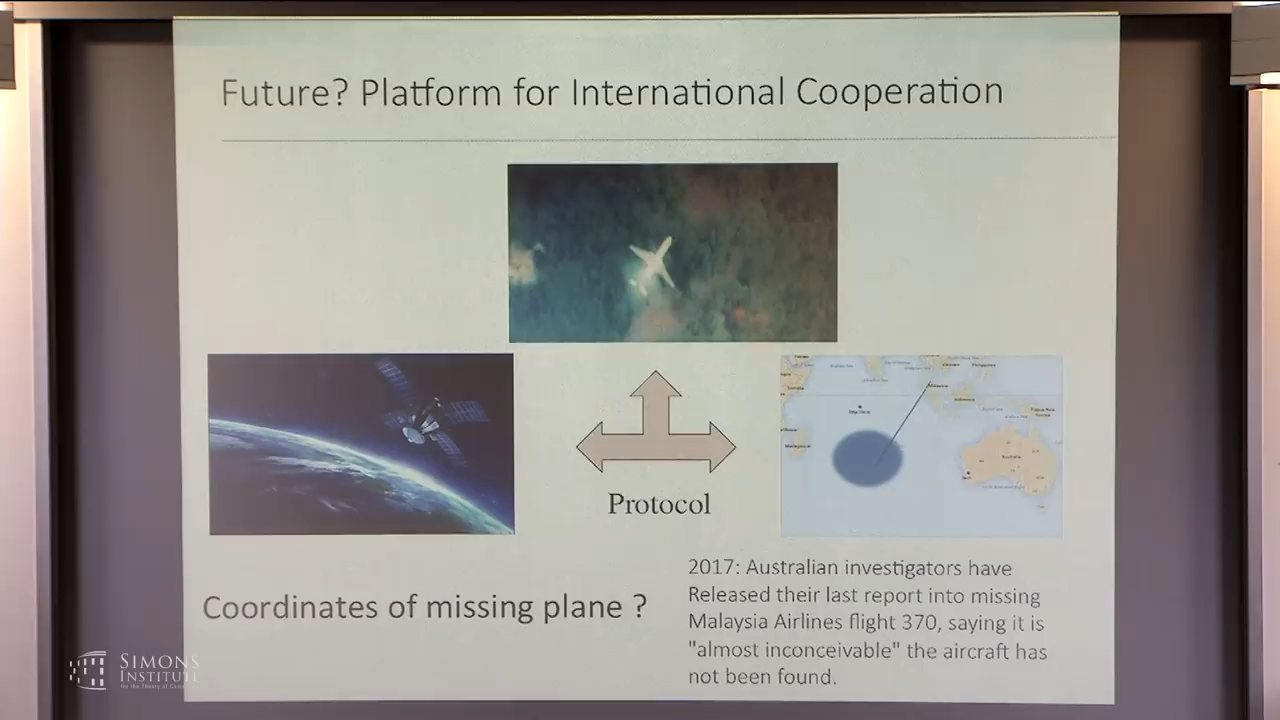 Future? Platform for International Cooperation
Protocol
Coordinates of missing plane ?
2017: Australian investigators have
Released their last report into missing
Malaysia Airlines flight 370, saying it is
"almost inconceivable" the aircraft has
not been found.
SIMONS
INSTITUTE